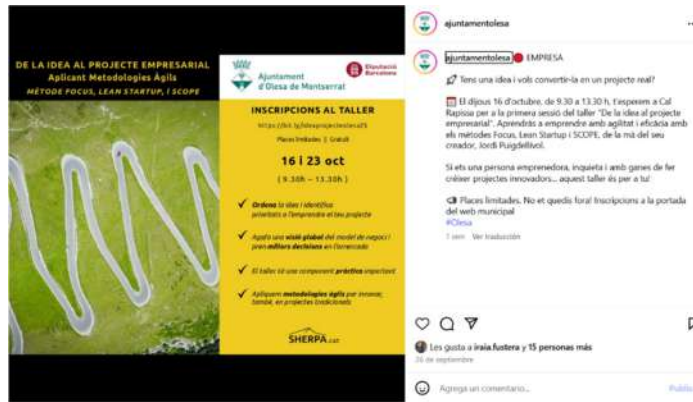 DE LA IDEA AL PROJECTE EMPRESARIAL
Aplicant Metodologies Àgils
MÈTODE FOCUS, LEAN STARTUP, I SCOPE
Ajuntament
d'Olesa de Montserrat
Diputació
Barcelona
INSCRIPCIONS AL TALLER
Places limitades | Gratuït
16 i 23 oct
( 9.30h – 13.30h )
Ordena la idea i identifica
prioritats a l'emprendre el teu projecte
Agafa una visió global del model de negoci i
pren millors decisions en l'arrencada
El taller té una component pràctica important
Apliquem metodologies àgils per innovar,
també, en projectes tradicionals
SHERPA.cat
ajuntamentolesa
ajuntamentolesa EMPRESA
Tens una idea i vols convertir-la en un projecte real?
El dijous 16 d'octubre, de 9.30 a 13.30 h, t'esperem a Cal
Rapissa per a la primera sessió del taller "De la idea al projecte
empresarial". Aprendràs a emprendre amb agilitat i eficàcia amb
els mètodes Focus, Lean Startup i SCOPE, de la mà del seu
creador, Jordi Puigdellívol.
Si ets una persona emprenedora, inquieta i amb ganes de fer
créixer projectes innovadors... aquest taller és per a tu!
Places limitades. No et quedis fora! Inscripcions a la portada
del web municipal
#Olesa
1 sem Ver traducción
Les gusta a iraia.fustera y 15 personas más
26 de septiembre
Agrega un comentario...